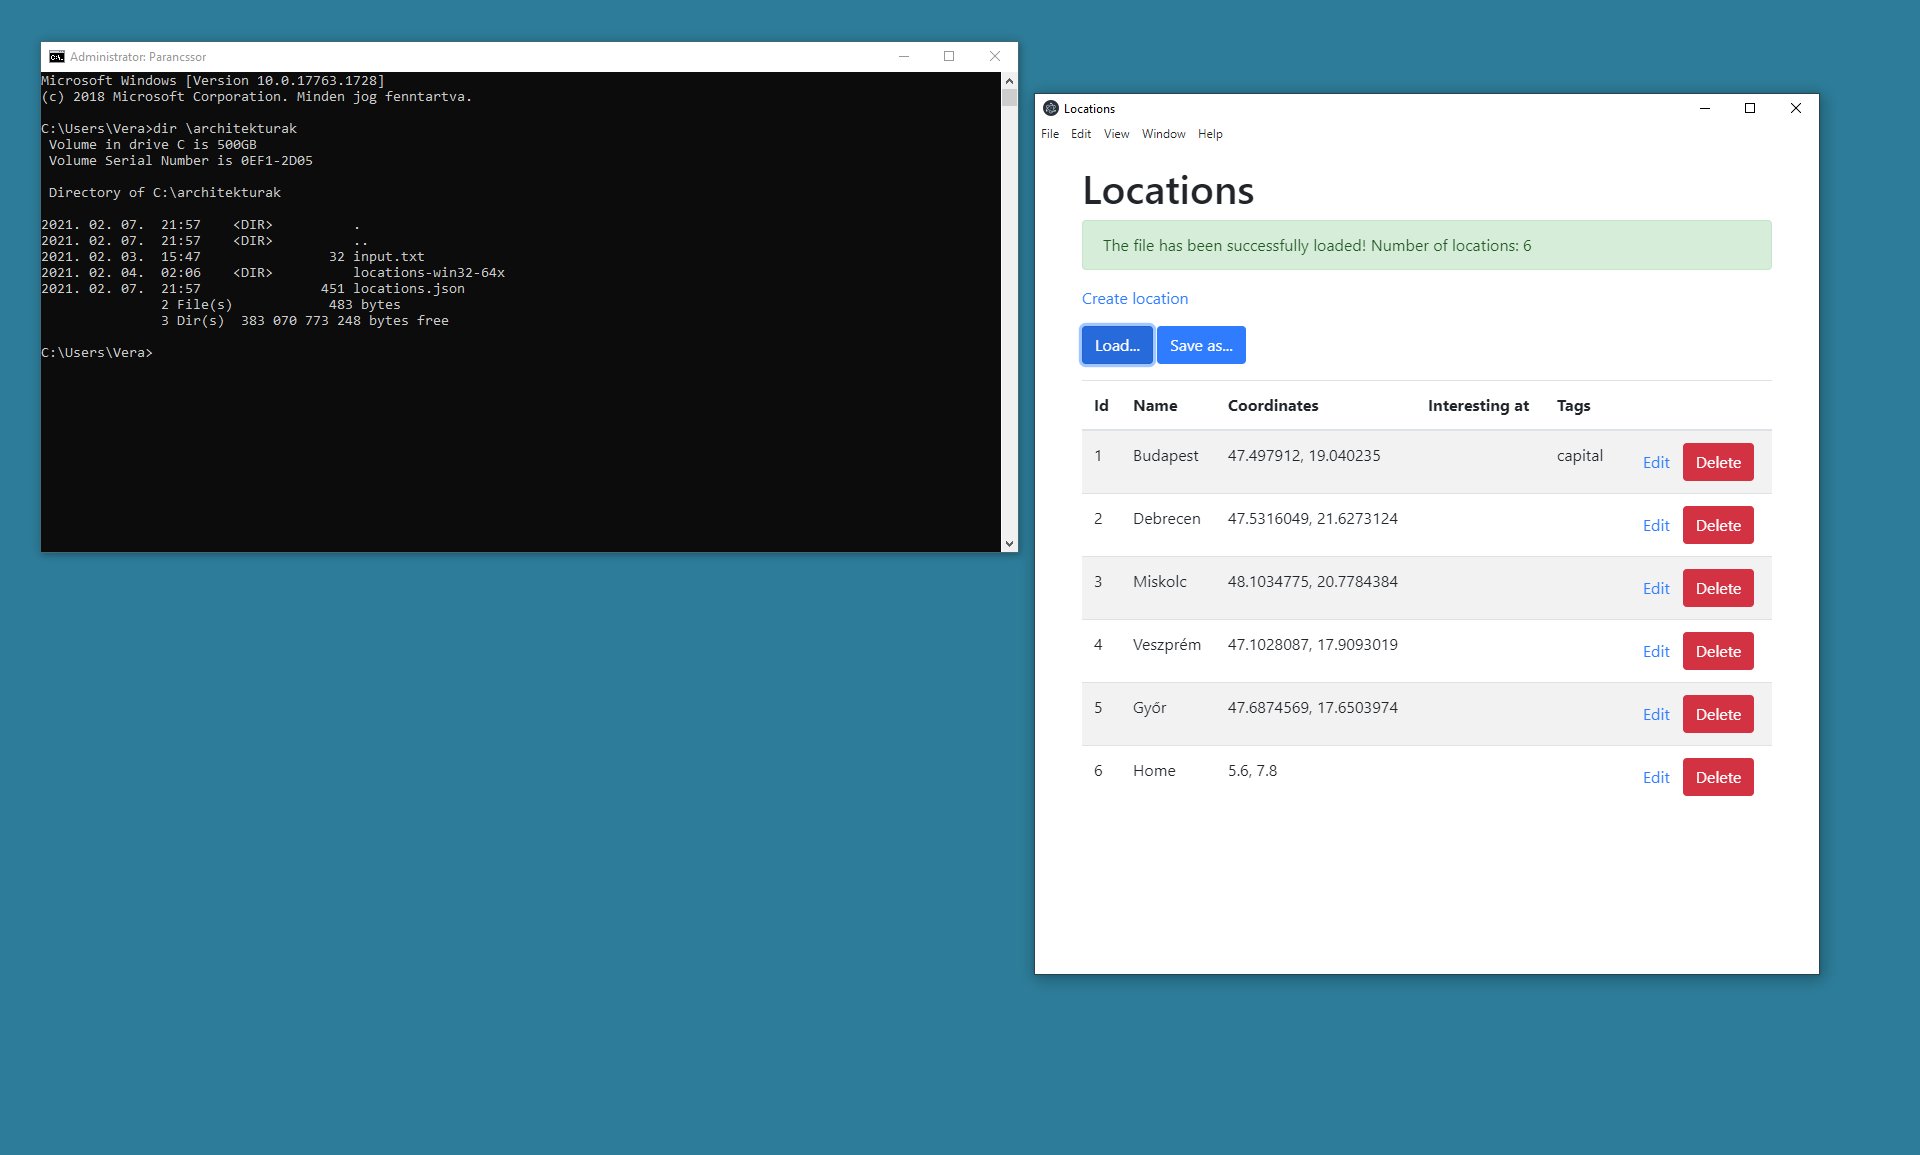 Administrator: Parancssor
Microsoft Windows [Version 10.0.17763.1728]
(c) 2018 Microsoft Corporation. Minden jog fenntartva.
C:\Users\Vera>dir \architekturak
Volume in drive C is 500GB
Volume Serial Number is 0EF1-2D05
Directory of C:\architekturak
2021. 02. 07.  21:57    <DIR>          .
2021. 02. 07.  21:57    <DIR>          ..
2021. 02. 03.  15:47                32 input.txt
2021. 02. 04.  02:06    <DIR>          locations-win32-64x
2021. 02. 07.  21:57               451 locations.json
2 File(s)            483 bytes
3 Dir(s)  383 070 773 248 bytes free
C:\Users\Vera>
Locations
File Edit View Window Help
Locations
The file has been successfully loaded! Number of locations: 6
Create location
Load... Save as...
Id Name Coordinates Interesting at Tags
1 Budapest 47.497912, 19.040235 capital Edit Delete
2 Debrecen 47.5316049, 21.6273124 Edit Delete
3 Miskolc 48.1034775, 20.7784384 Edit Delete
4 Veszprém 47.1028087, 17.9093019 Edit Delete
5 Győr 47.6874569, 17.6503974 Edit Delete
6 Home 5.6, 7.8 Edit Delete